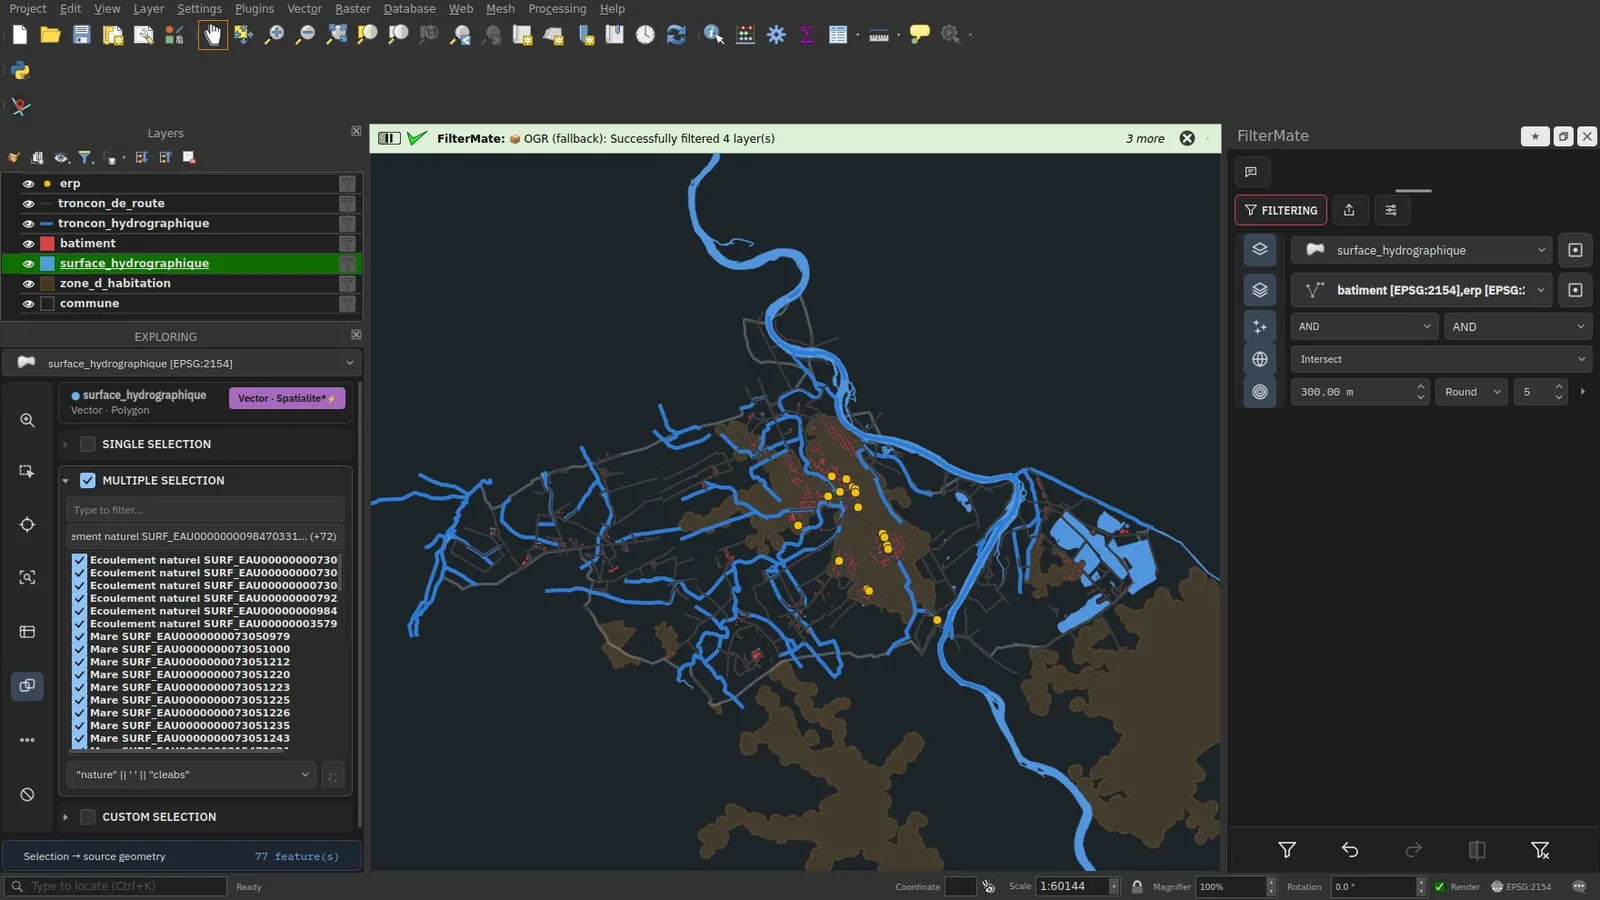 Project Edit View Layer Settings Plugins Vector Raster Database Web Mesh Processing Help
Layers
erp
troncon_de_route
troncon_hydrographique
batiment
surface_hydrographique
zone_d_habitation
commune
EXPLORING
surface_hydrographique [EPSG:2154]
surface_hydrographique
Vector · Polygon
Vector · Spatialite*⚡
SINGLE SELECTION
MULTIPLE SELECTION
Type to filter...
ement naturel SURF_EAU0000000098470331... (+72)
Ecoulement naturel SURF_EAU00000000730
Ecoulement naturel SURF_EAU00000000730
Ecoulement naturel SURF_EAU00000000730
Ecoulement naturel SURF_EAU00000000792
Ecoulement naturel SURF_EAU00000000984
Ecoulement naturel SURF_EAU00000003579
Mare SURF_EAU0000000073050979
Mare SURF_EAU0000000073051000
Mare SURF_EAU0000000073051212
Mare SURF_EAU0000000073051220
Mare SURF_EAU0000000073051223
Mare SURF_EAU0000000073051225
Mare SURF_EAU0000000073051226
Mare SURF_EAU0000000073051235
Mare SURF_EAU0000000073051243
"nature" || ' ' || "cleabs"
CUSTOM SELECTION
Selection → source geometry 77 feature(s)
FilterMate: 📦 OGR (fallback): Successfully filtered 4 layer(s) 3 more
FilterMate
FILTERING
surface_hydrographique
batiment [EPSG:2154],erp [EPSG:
AND AND
Intersect
300.00 m Round 5
Type to locate (Ctrl+K) Ready Coordinate Scale 1:60144 Magnifier 100% Rotation 0.0 ° Render EPSG:2154